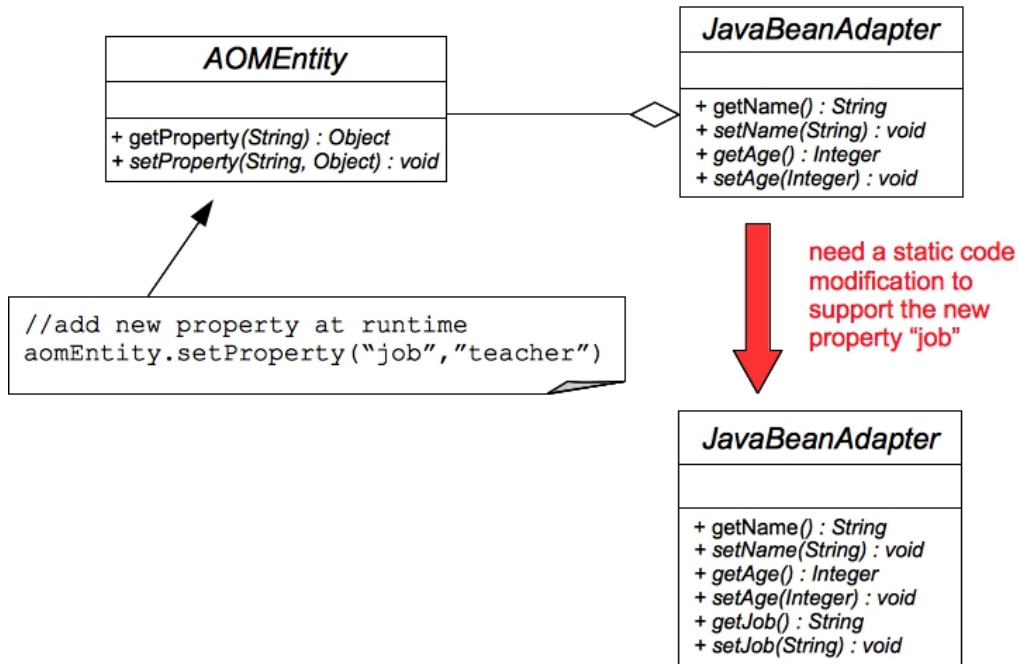 AOMEntity
+ getProperty(String) : Object
+ setProperty(String, Object) : void
JavaBeanAdapter
+ getName() : String
+ setName(String) : void
+ getAge() : Integer
+ setAge(Integer) : void
//add new property at runtime
aomEntity.setProperty(“job”,”teacher”)
need a static code
modification to
support the new
property “job”
JavaBeanAdapter
+ getName() : String
+ setName(String) : void
+ getAge() : Integer
+ setAge(Integer) : void
+ getJob() : String
+ setJob(String) : void